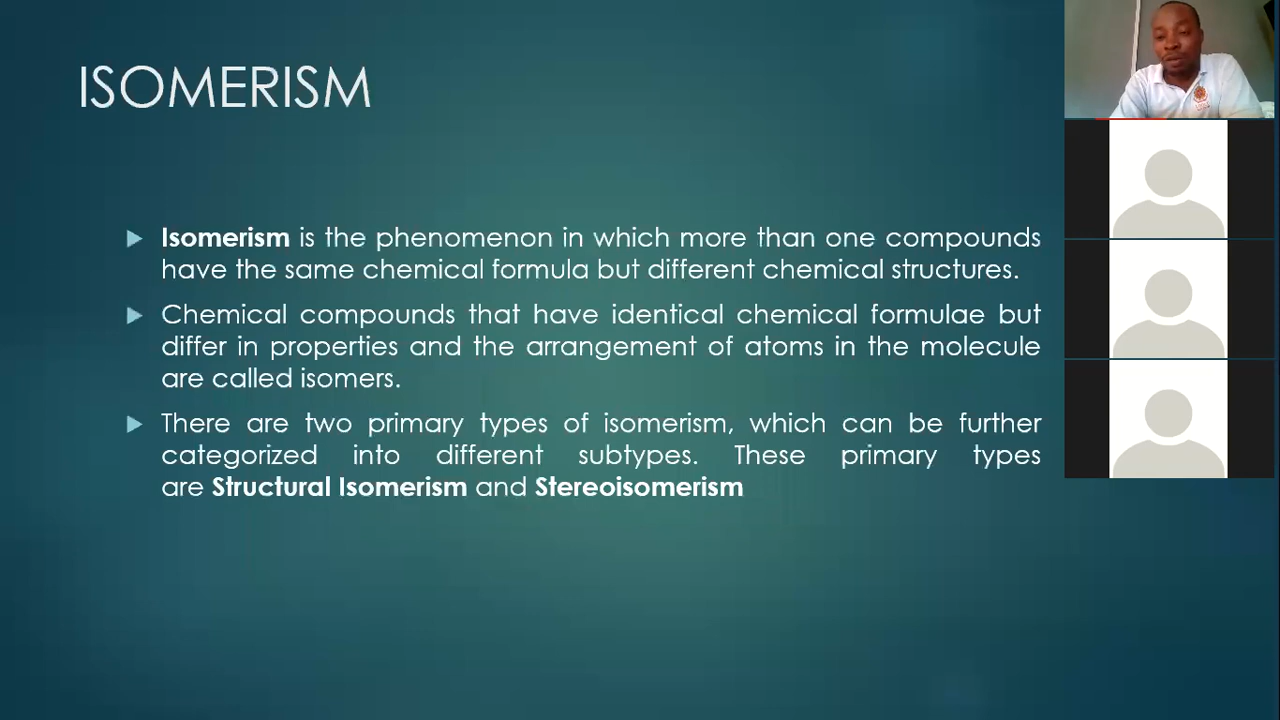 ISOMERISM
Isomerism is the phenomenon in which more than one compounds
have the same chemical formula but different chemical structures.
Chemical compounds that have identical chemical formulae but
differ in properties and the arrangement of atoms in the molecule
are called isomers.
There are two primary types of isomerism, which can be further
categorized into different subtypes. These primary types
are Structural Isomerism and Stereoisomerism